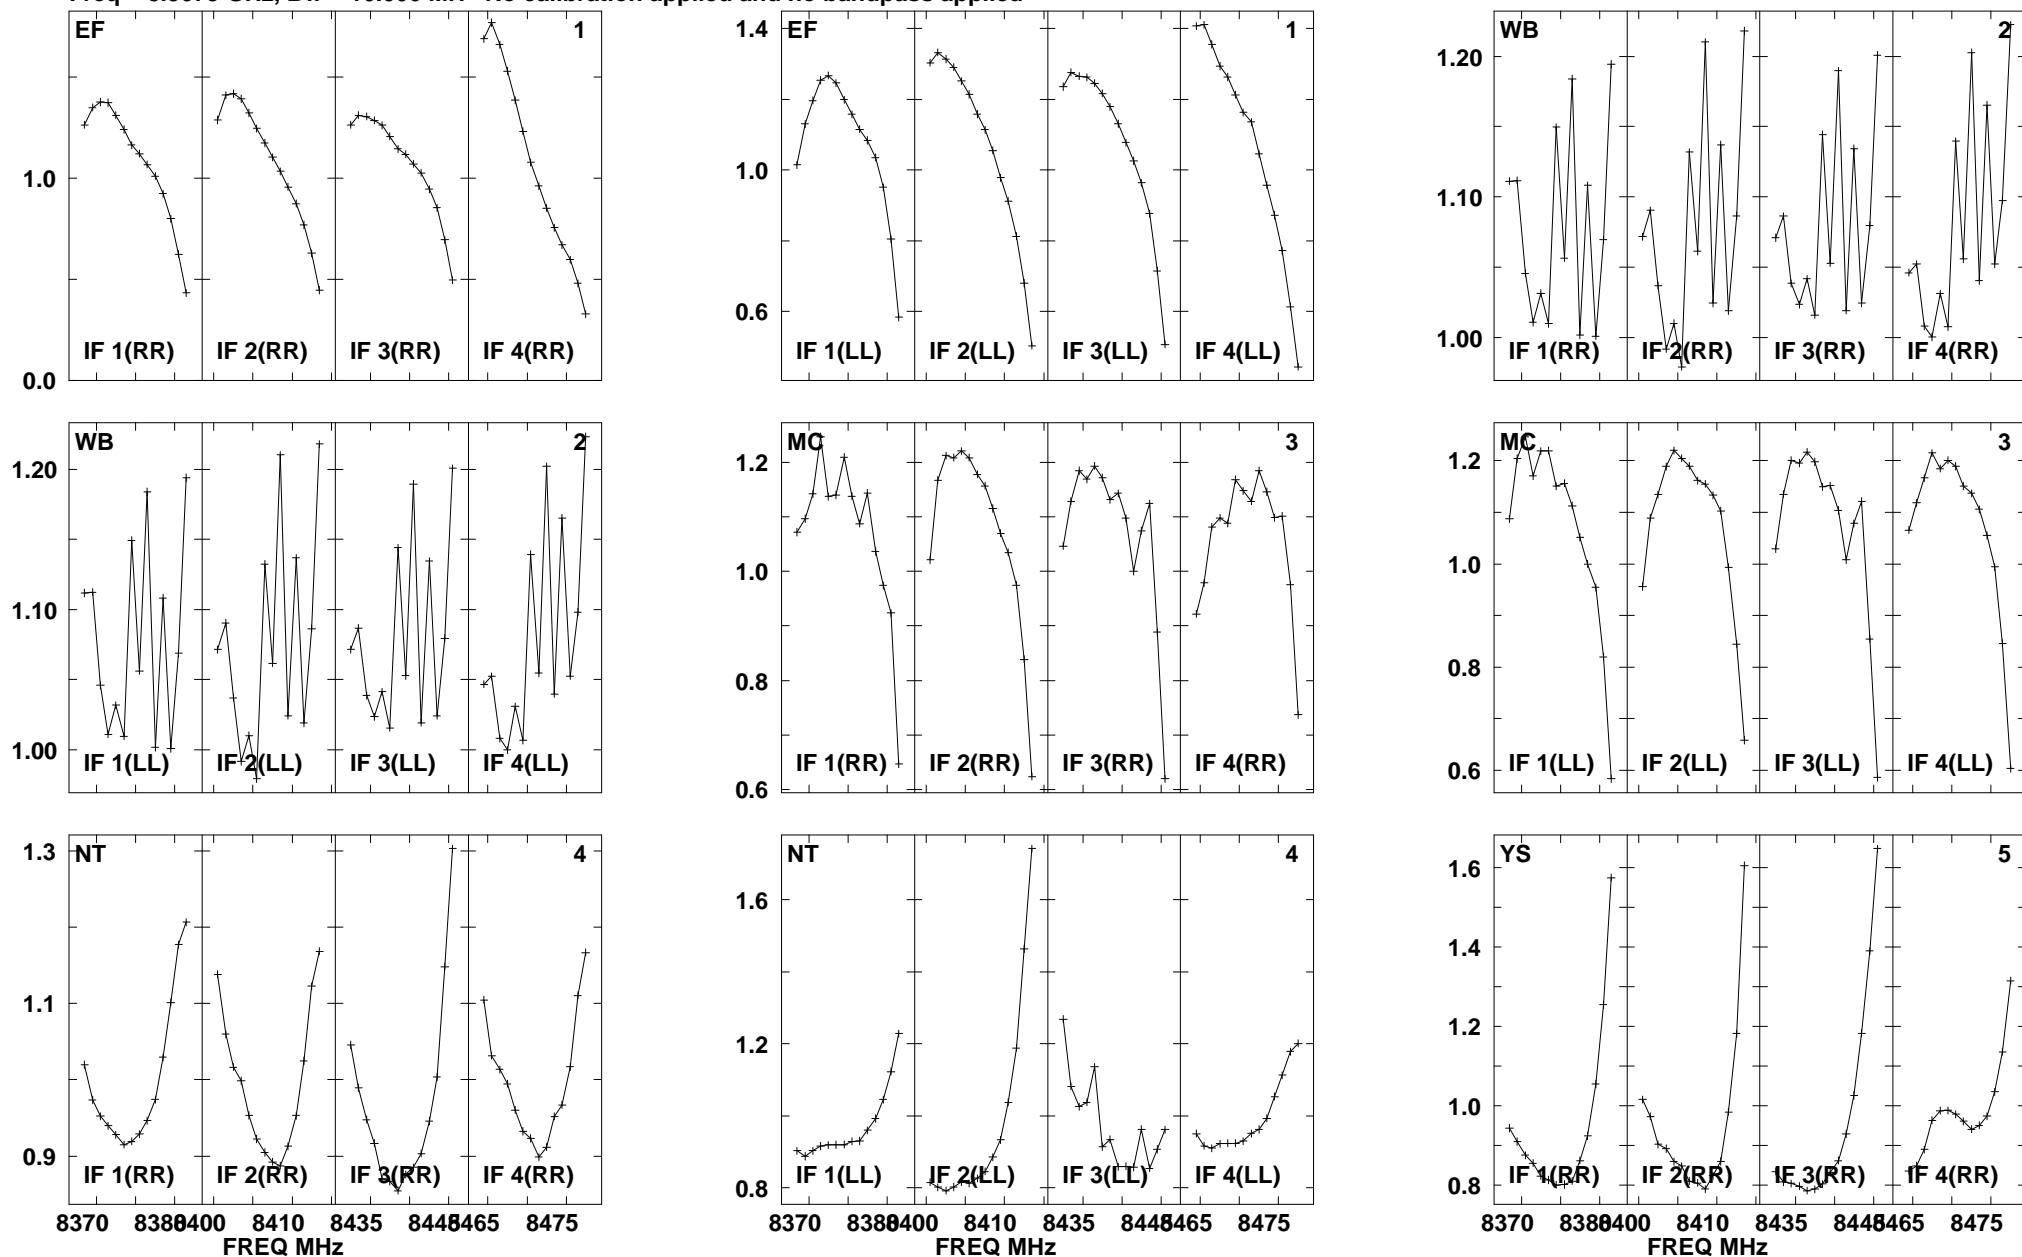 EF 1 EF 1 WB 2
1.4 1.20
1.0 1.0 1.10
0.6 1.00
IF 1(RR) IF 2(RR) IF 3(RR) IF 4(RR) IF 1(LL) IF 2(LL) IF 3(LL) IF 4(LL) IF 1(RR) IF 2(RR) IF 3(RR) IF 4(RR)
0.0
WB 2 MC 3 MC 3
1.20 1.2 1.2
1.10 1.0 1.0
1.00 0.8 0.8
IF 1(LL) IF 2(LL) IF 3(LL) IF 4(LL) IF 1(RR) IF 2(RR) IF 3(RR) IF 4(RR) IF 1(LL) IF 2(LL) IF 3(LL) IF 4(LL)
0.6 0.6
NT 4 NT 4 YS 5
1.3 1.6 1.6
1.4
1.1 1.2 1.2
1.0
0.9 0.8 0.8
IF 1(RR) IF 2(RR) IF 3(RR) IF 4(RR) IF 1(LL) IF 2(LL) IF 3(LL) IF 4(LL) IF 1(RR) IF 2(RR) IF 3(RR) IF 4(RR)
8370 8410 8435 8475 8370 8410 8435 8475 8370 8410 8435 8475
FREQ MHz FREQ MHz FREQ MHz